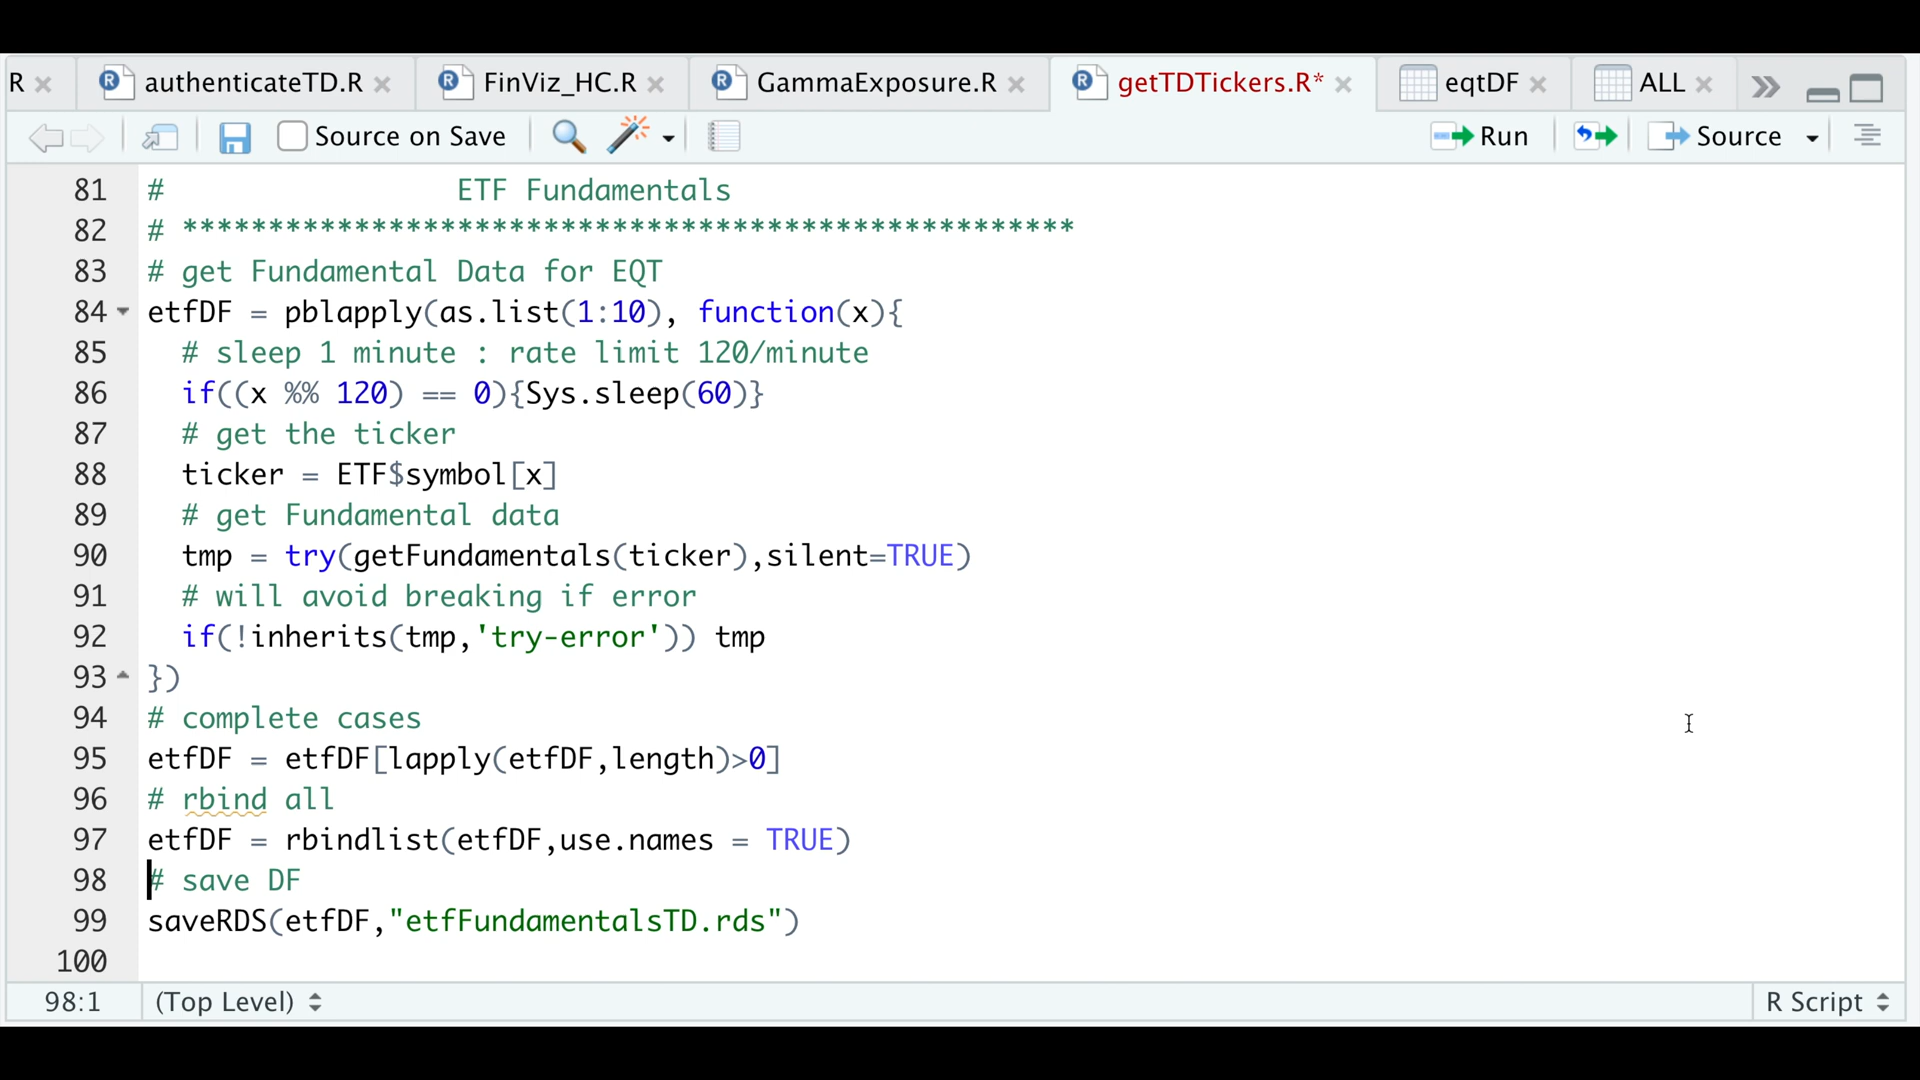 R authenticateTD.R FinViz_HC.R GammaExposure.R getTDTickers.R* eqtDF ALL
Source on Save Run Source
81 # ETF Fundamentals
82 # ****************************************************
83 # get Fundamental Data for EQT
84 etfDF = pblapply(as.list(1:10), function(x){
85 # sleep 1 minute : rate limit 120/minute
86 if((x %% 120) == 0){Sys.sleep(60)}
87 # get the ticker
88 ticker = ETF$symbol[x]
89 # get Fundamental data
90 tmp = try(getFundamentals(ticker),silent=TRUE)
91 # will avoid breaking if error
92 if(!inherits(tmp,'try-error')) tmp
93 })
94 # complete cases
95 etfDF = etfDF[lapply(etfDF,length)>0]
96 # rbind all
97 etfDF = rbindlist(etfDF,use.names = TRUE)
98 # save DF
99 saveRDS(etfDF,"etfFundamentalsTD.rds")
100
98:1 (Top Level) R Script